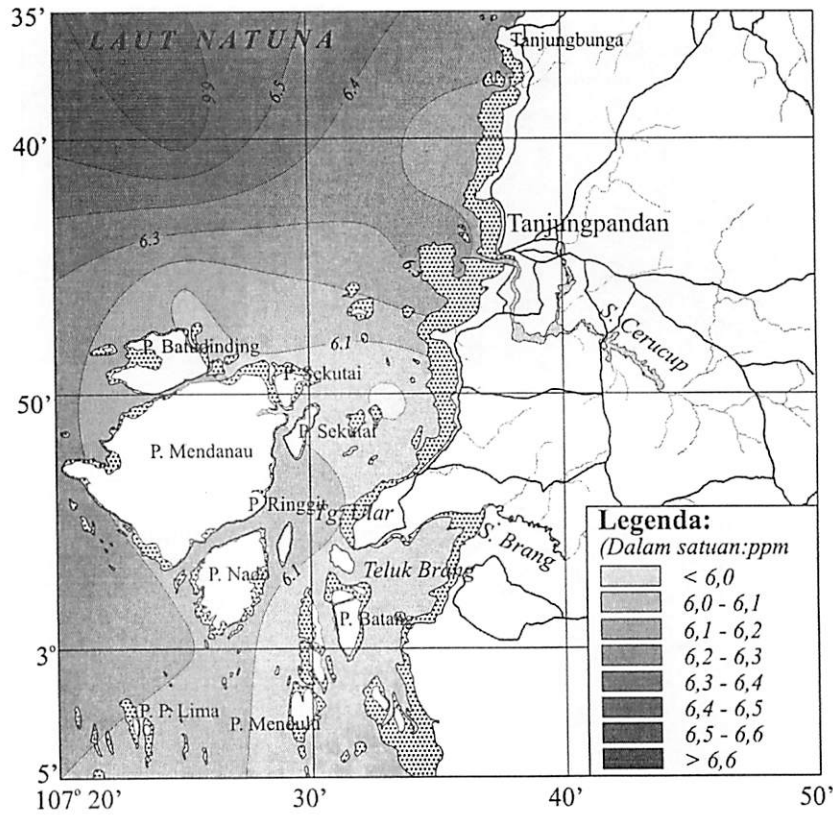 35'
LAUT NATUNA
Tanjungbunga
6.6
6.5
6.4
40'
Tanjungpandan
6.3
S. Cerucup
6.1
P. Batudinding
P. Sekutai
50'
P. Sekutai
P. Mendanau
P. Ringgit
Tg. Ular
S. Brang
Teluk Brang
P. Nado
6.1
P. Batang
3°
P. P. Lima
P. Mendulu
5'
107° 20'
30'
40'
50'
Legenda:
(Dalam satuan:ppm
< 6,0
6,0 - 6,1
6,1 - 6,2
6,2 - 6,3
6,3 - 6,4
6,4 - 6,5
6,5 - 6,6
> 6,6